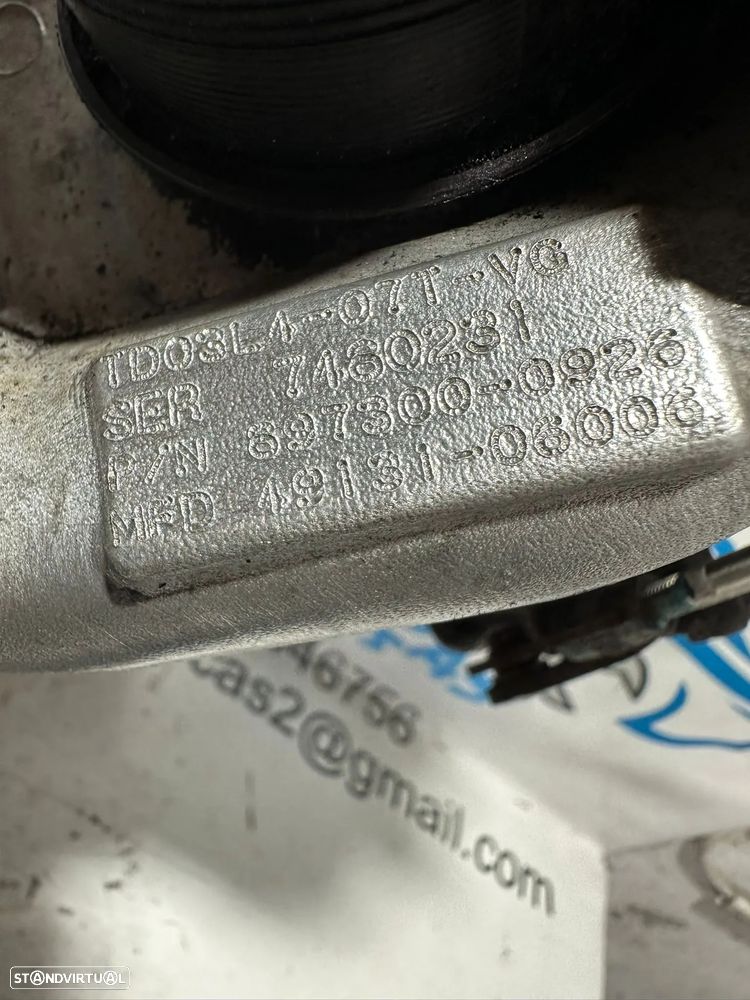 TD03L4-07T-VG
SER 7460231
P/N 897300-0926
MFD 49131-06006
46756
cas2@gmail.com
STANDVIRTUAL